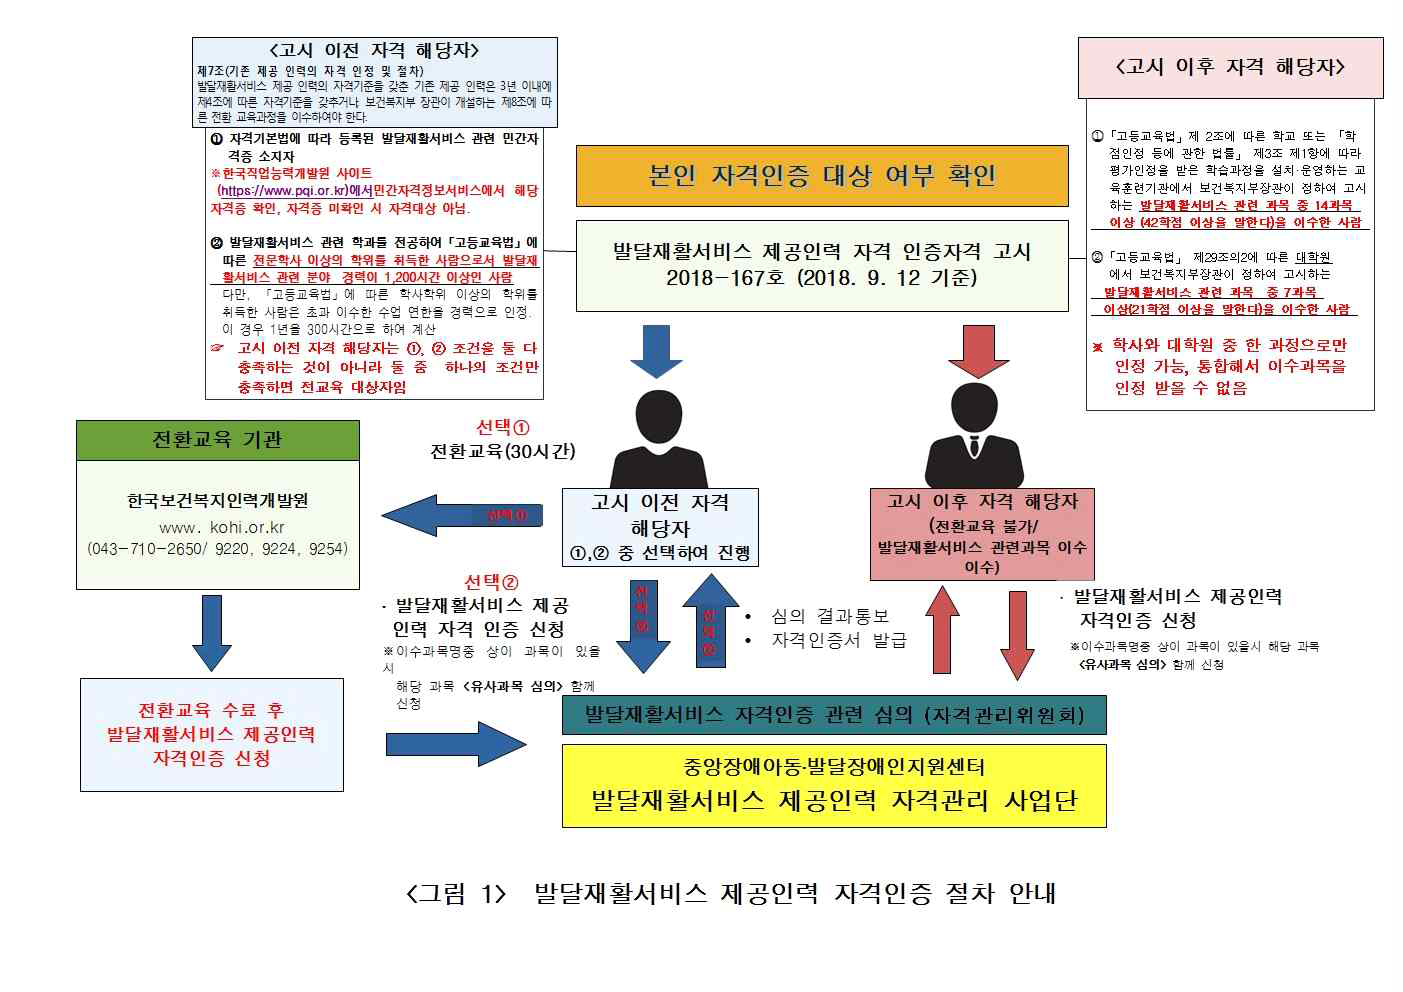 <고시 이전 자격 해당자>
제7조(기존 제공 인력의 자격 인정 및 절차)
발달재활서비스 제공 인력의 자격기준을 갖춘 기존 제공 인력은 3년 이내에
제4조에 따른 자격기준을 갖추거나, 보건복지부 장관이 개설하는 제8조에 따
른 전환 교육과정을 이수하여야 한다.
① 자격기본법에 따라 등록된 발달재활서비스 관련 민간자
격증 소지자
※한국직업능력개발원 사이트
(https://www.pqi.or.kr)에서민간자격정보서비스에서 해당
자격증 확인, 자격증 미확인 시 자격대상 아님.
② 발달재활서비스 관련 학과를 전공하여「고등교육법」에
따른 전문학사 이상의 학위를 취득한 사람으로서 발달재
활서비스 관련 분야 경력이 1,200시간 이상인 사람
다만, 「고등교육법」에 따른 학사학위 이상의 학위를
취득한 사람은 초과 이수한 수업 연한을 경력으로 인정.
이 경우 1년을 300시간으로 하여 계산
☞ 고시 이전 자격 해당자는 ①, ② 조건을 둘 다
충족하는 것이 아니라 둘 중 하나의 조건만
충족하면 전교육 대상자임
본인 자격인증 대상 여부 확인
발달재활서비스 제공인력 자격 인증자격 고시
2018-167호 (2018. 9. 12 기준)
<고시 이후 자격 해당자>
①「고등교육법」제 2조에 따른 학교 또는 「학
점인정 등에 관한 법률」 제3조 제1항에 따라
평가인정을 받은 학습과정을 설치·운영하는 교
육훈련기관에서 보건복지부장관이 정하여 고시
하는 발달재활서비스 관련 과목 중 14과목
이상 (42학점 이상을 말한다)을 이수한 사람
②「고등교육법」 제29조의2에 따른 대학원
에서 보건복지부장관이 정하여 고시하는
발달재활서비스 관련 과목 중 7과목
이상(21학점 이상을 말한다)을 이수한 사람
※ 학사와 대학원 중 한 과정으로만
인정 가능, 통합해서 이수과목을
인정 받을 수 없음
전환교육 기관
한국보건복지인력개발원
www. kohi.or.kr
(043-710-2650/ 9220, 9224, 9254)
선택①
전환교육(30시간)
선택①
고시 이전 자격
해당자
①,② 중 선택하여 진행
고시 이후 자격 해당자
(전환교육 불가/
발달재활서비스 관련과목 이수
이수)
선택②
· 발달재활서비스 제공
인력 자격 인증 신청
※이수과목명중 상이 과목이 있을
시
해당 과목 <유사과목 심의> 함께
신청
선택②
선택②
• 심의 결과통보
• 자격인증서 발급
· 발달재활서비스 제공인력
자격인증 신청
※이수과목명중 상이 과목이 있을시 해당 과목
<유사과목 심의> 함께 신청
전환교육 수료 후
발달재활서비스 제공인력
자격인증 신청
발달재활서비스 자격인증 관련 심의 (자격관리위원회)
중앙장애아동·발달장애인지원센터
발달재활서비스 제공인력 자격관리 사업단
<그림 1> 발달재활서비스 제공인력 자격인증 절차 안내